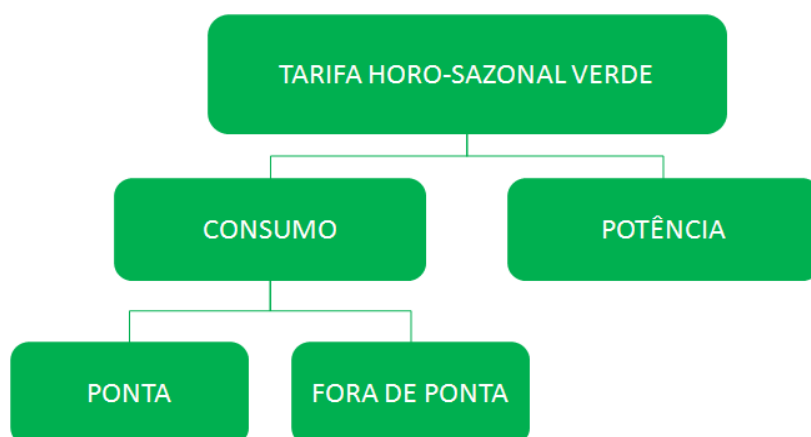 TARIFA HORO-SAZONAL VERDE
CONSUMO
POTÊNCIA
PONTA
FORA DE PONTA